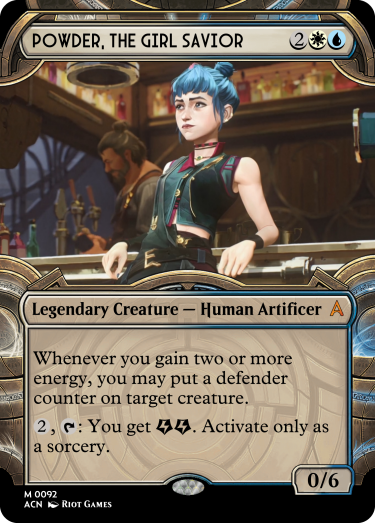 POWDER, THE GIRL SAVIOR 2
Legendary Creature — Human Artificer
Whenever you gain two or more
energy, you may put a defender
counter on target creature.
2, : You get . Activate only as
a sorcery.
0/6
M 0092
ACN RIOT GAMES